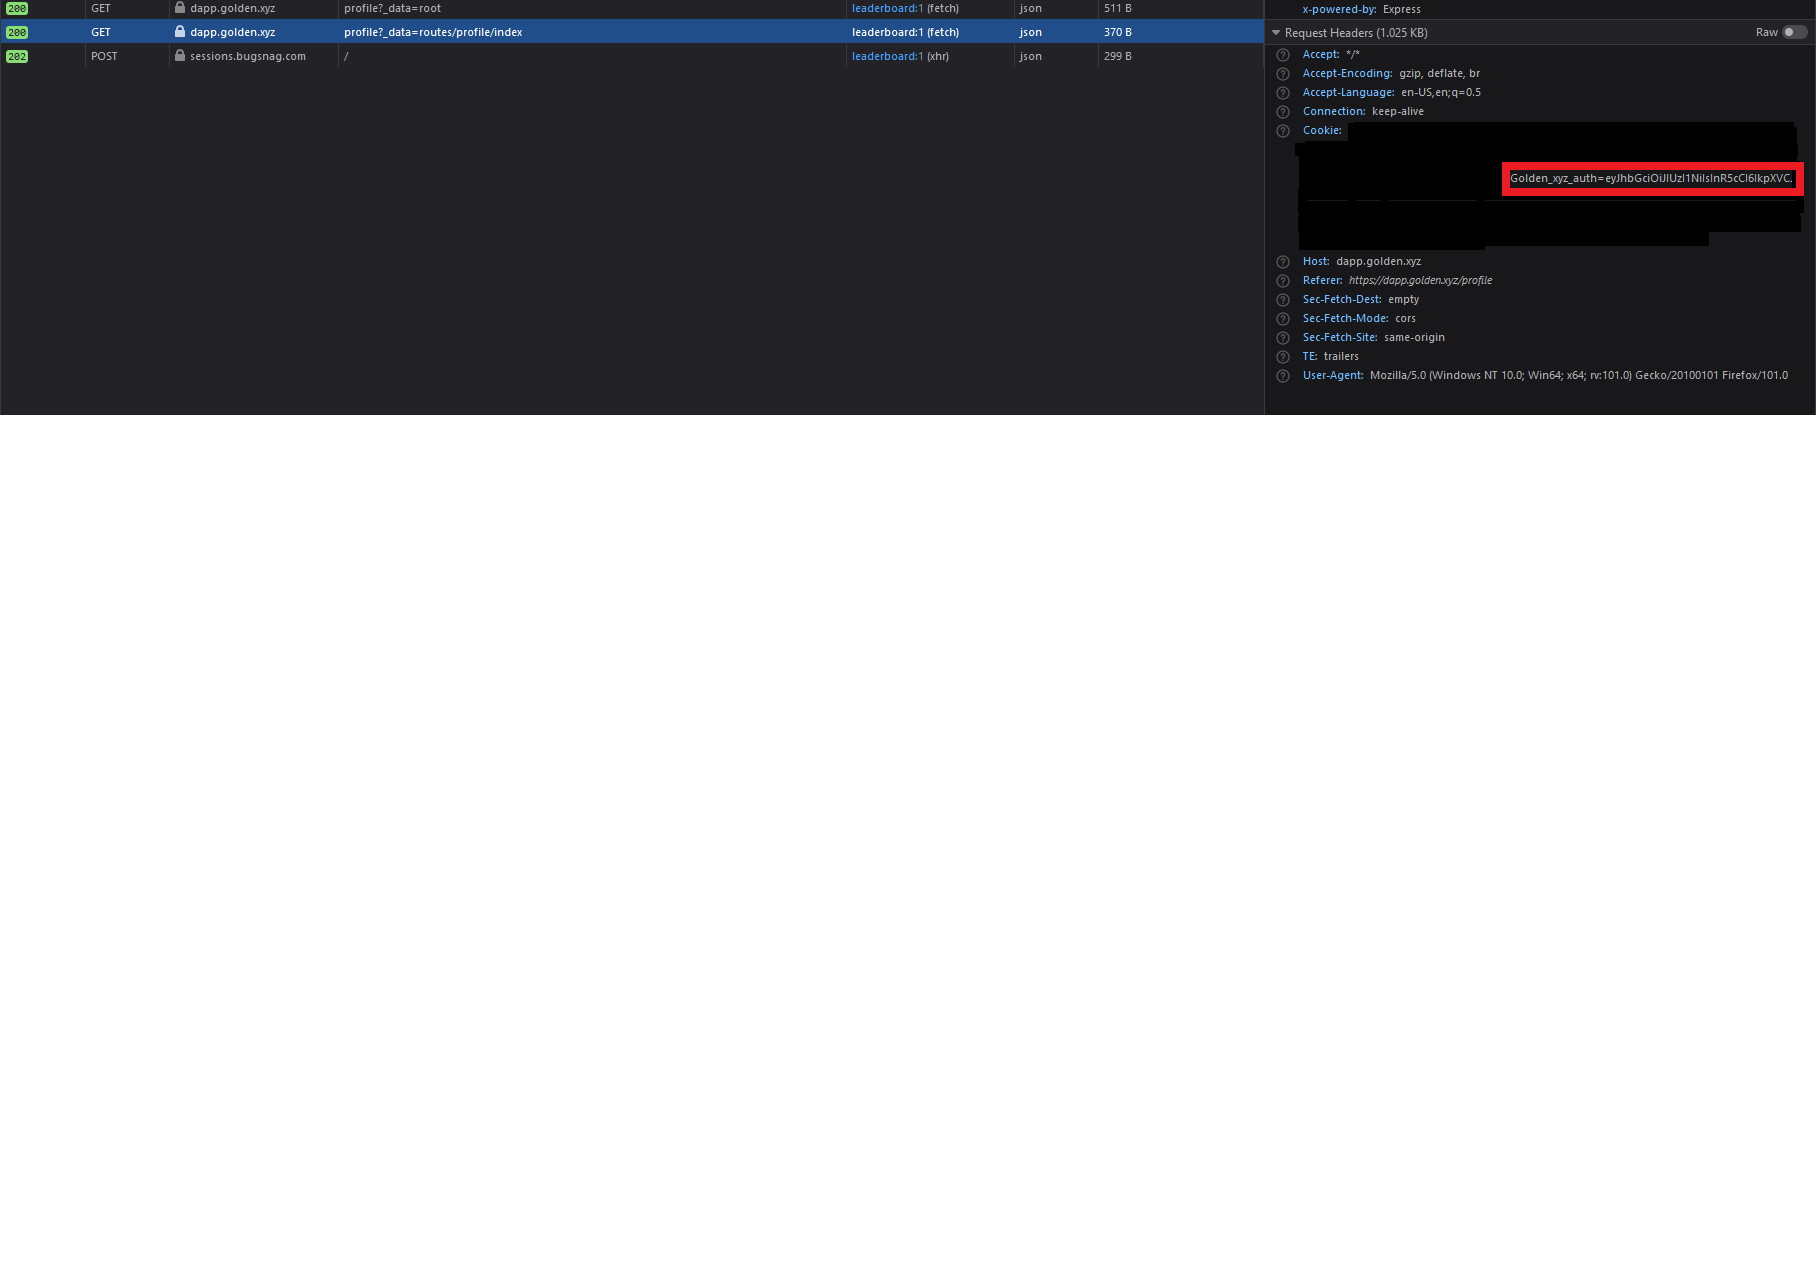 200 GET dapp.golden.xyz profile?_data=root leaderboard:1 (fetch) json 511 B
200 GET dapp.golden.xyz profile?_data=routes/profile/index leaderboard:1 (fetch) json 370 B
202 POST sessions.bugsnag.com / leaderboard:1 (xhr) json 299 B
x-powered-by: Express
Request Headers (1.025 KB) Raw
Accept: */*
Accept-Encoding: gzip, deflate, br
Accept-Language: en-US,en;q=0.5
Connection: keep-alive
Cookie:
Golden_xyz_auth=eyJhbGciOiJIUzI1NiIsInR5cCI6IkpXVCJ
Host: dapp.golden.xyz
Referer: https://dapp.golden.xyz/profile
Sec-Fetch-Dest: empty
Sec-Fetch-Mode: cors
Sec-Fetch-Site: same-origin
TE: trailers
User-Agent: Mozilla/5.0 (Windows NT 10.0; Win64; x64; rv:101.0) Gecko/20100101 Firefox/101.0